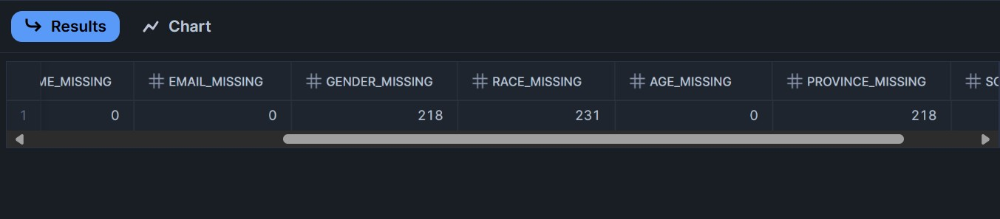 Results Chart
ME_MISSING EMAIL_MISSING GENDER_MISSING RACE_MISSING AGE_MISSING PROVINCE_MISSING SC
1 0 0 218 231 0 218